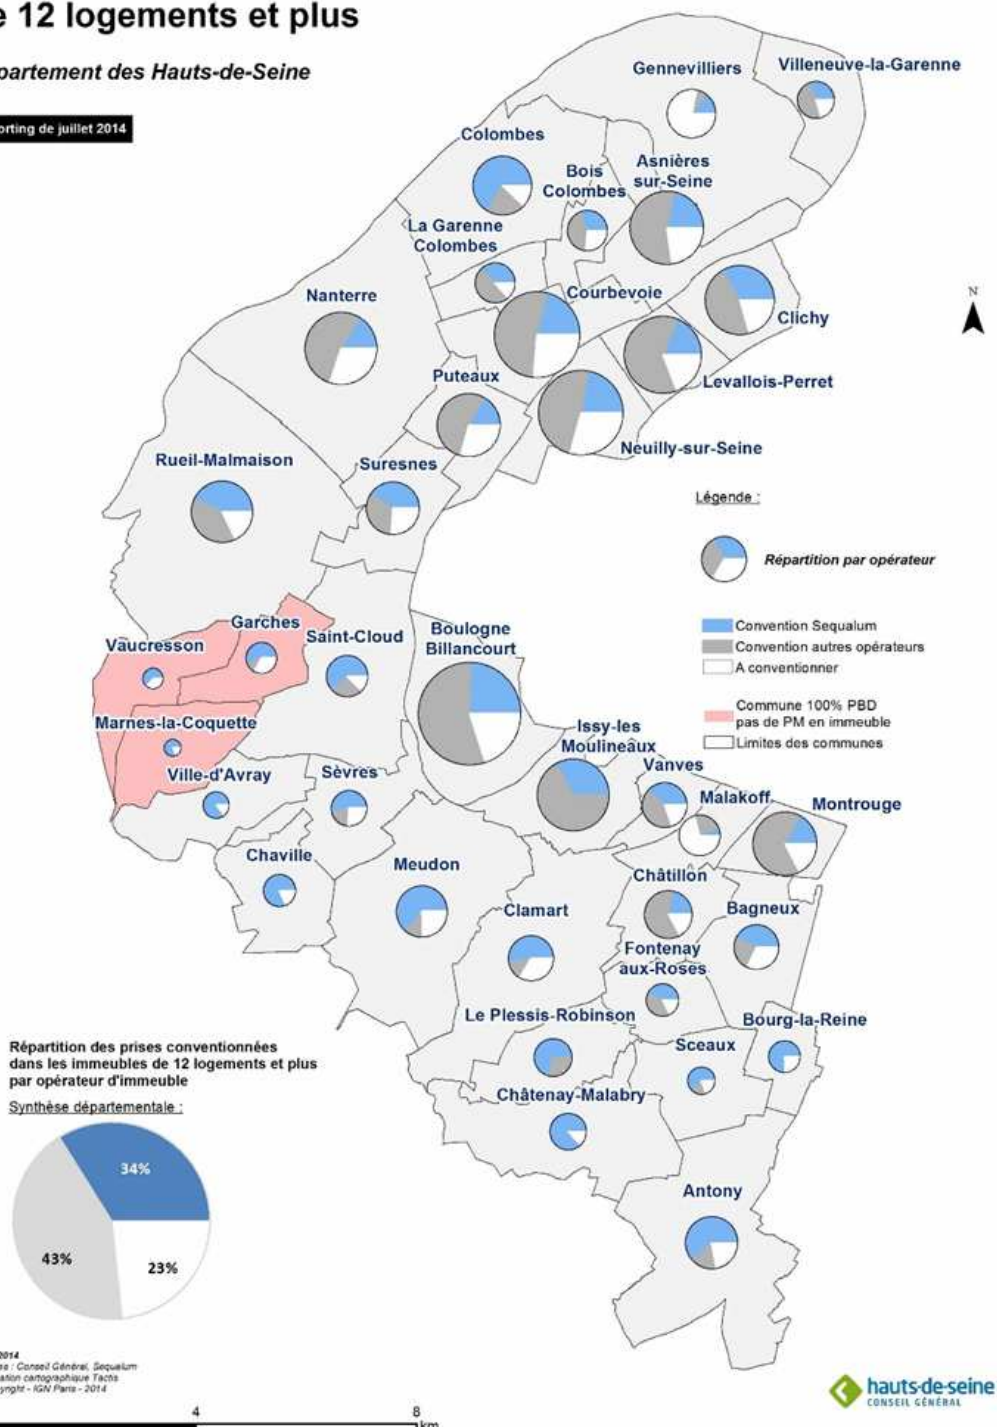 e 12 logements et plus
partement des Hauts-de-Seine
orting de juillet 2014
Gennevilliers
Villeneuve-la-Garenne
Colombes
Bois
Colombes
Asnières
sur-Seine
La Garenne
Colombes
Nanterre
Courbevoie
Clichy
N
Puteaux
Levallois-Perret
Neuilly-sur-Seine
Rueil-Malmaison
Suresnes
Légende :
Répartition par opérateur
Convention Sequalum
Convention autres opérateurs
A conventionner
Commune 100% PBD
pas de PM en immeuble
Limites des communes
Garches
Vaucresson
Saint-Cloud
Boulogne
Billancourt
Marnes-la-Coquette
Issy-les
Moulineaux
Ville-d'Avray
Sèvres
Vanves
Malakoff
Montrouge
Chaville
Meudon
Châtillon
Clamart
Bagneux
Fontenay
aux-Roses
Le Plessis-Robinson
Bourg-la-Reine
Sceaux
Châtenay-Malabry
Antony
Répartition des prises conventionnées
dans les immeubles de 12 logements et plus
par opérateur d'immeuble
Synthèse départementale :
34%
43%
23%
2014
: Conseil Général, Sequalum
ation cartographique Tactis
yright - IGN Paris - 2014
4 8
km
hauts-de-seine
CONSEIL GÉNÉRAL